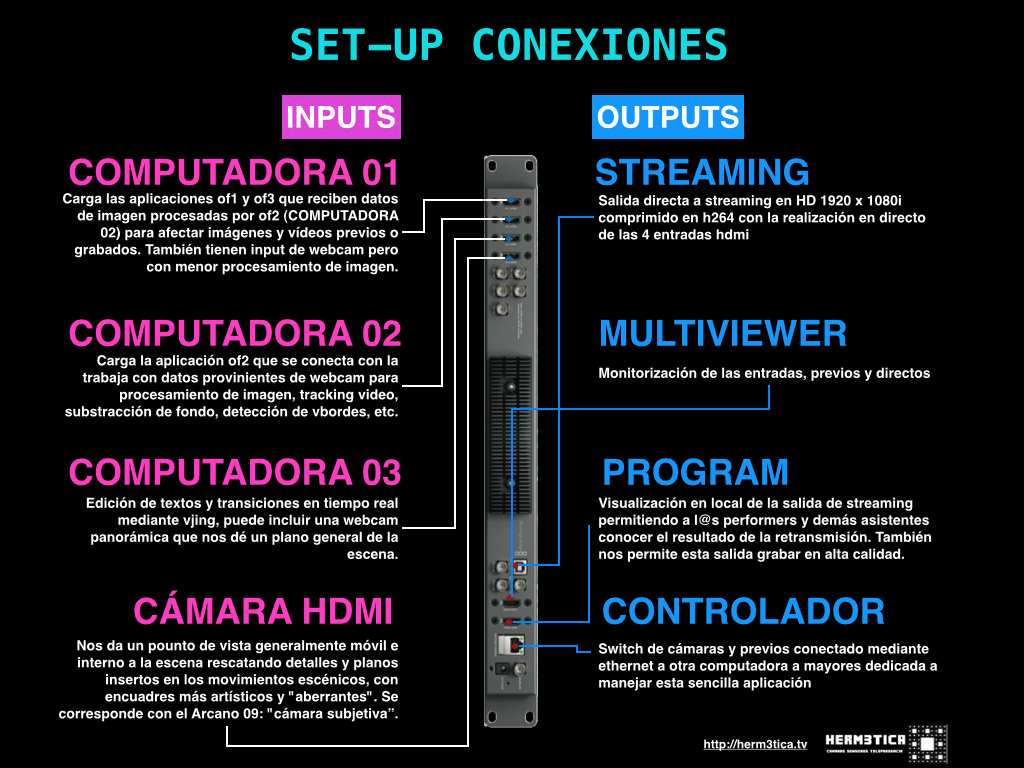 SET-UP CONEXIONES
INPUTS
COMPUTADORA 01
Carga las aplicaciones of1 y of3 que reciben datos
de imagen procesadas por of2 (COMPUTADORA
02) para afectar imágenes y vídeos previos o
grabados. También tienen input de webcam pero
con menor procesamiento de imagen.
COMPUTADORA 02
Carga la aplicación of2 que se conecta con la
trabaja con datos provinientes de webcam para
procesamiento de imagen, tracking video,
substracción de fondo, detección de vbordes, etc.
COMPUTADORA 03
Edición de textos y transiciones en tiempo real
mediante vjing, puede incluir una webcam
panorámica que nos dé un plano general de la
escena.
CÁMARA HDMI
Nos da un pounto de vista generalmente móvil e
interno a la escena rescatando detalles y planos
insertos en los movimientos escénicos, con
encuadres más artísticos y "aberrantes". Se
corresponde con el Arcano 09: "cámara subjetiva”.
OUTPUTS
STREAMING
Salida directa a streaming en HD 1920 x 1080i
comprimido en h264 con la realización en directo
de las 4 entradas hdmi
MULTIVIEWER
Monitorización de las entradas, previos y directos
PROGRAM
Visualización en local de la salida de streaming
permitiendo a l@s performers y demás asistentes
conocer el resultado de la retransmisión. También
nos permite esta salida grabar en alta calidad.
CONTROLADOR
Switch de cámaras y previos conectado mediante
ethernet a otra computadora a mayores dedicada a
manejar esta sencilla aplicación
http://herm3tica.tv
HERM3TICA
CÁMARAS SENSORES TELEPRESENCIA